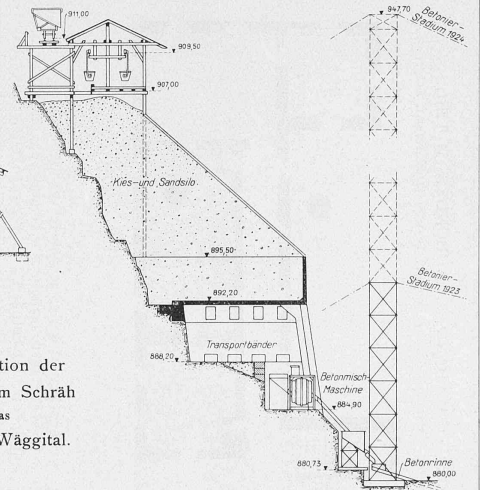 911,00
909,50
907,00
947,70
Betonier-
Stadium 1924
Kies- und Sandsilo
895,50
892,20
Betonier-
Stadium 1923
Transportbänder
888,20
Betonmisch-
Maschine
884,90
880,73
Betonrinne
880,00
tion der
m Schräh
as
Wäggital.